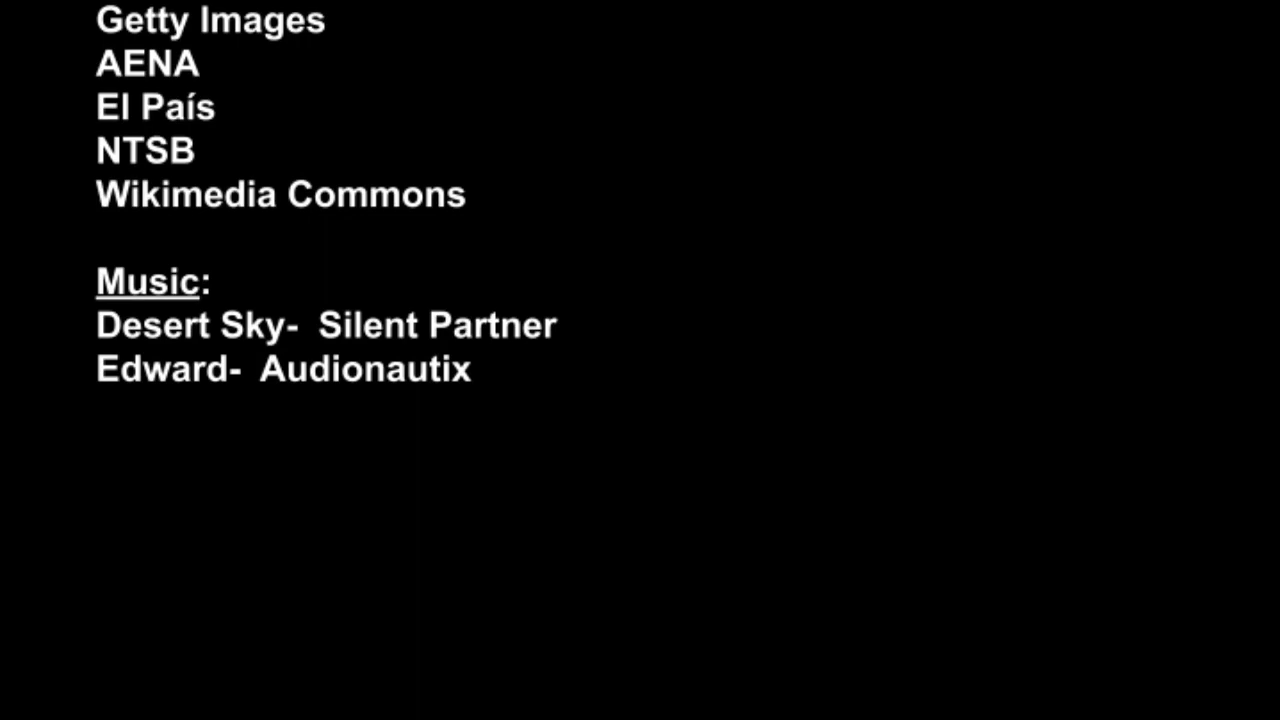 Getty Images
AENA
El País
NTSB
Wikimedia Commons
Music:
Desert Sky-  Silent Partner
Edward-  Audionautix